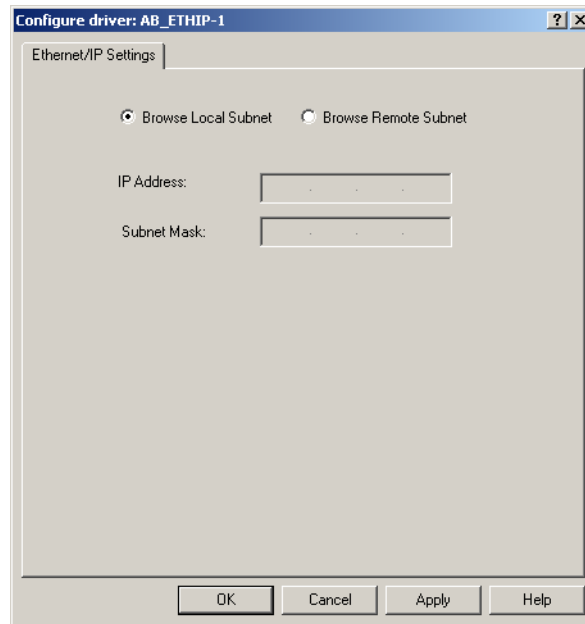 Configure driver: AB_ETHIP-1
Ethernet/IP Settings
Browse Local Subnet Browse Remote Subnet
IP Address: . . .
Subnet Mask: . . .
OK Cancel Apply Help